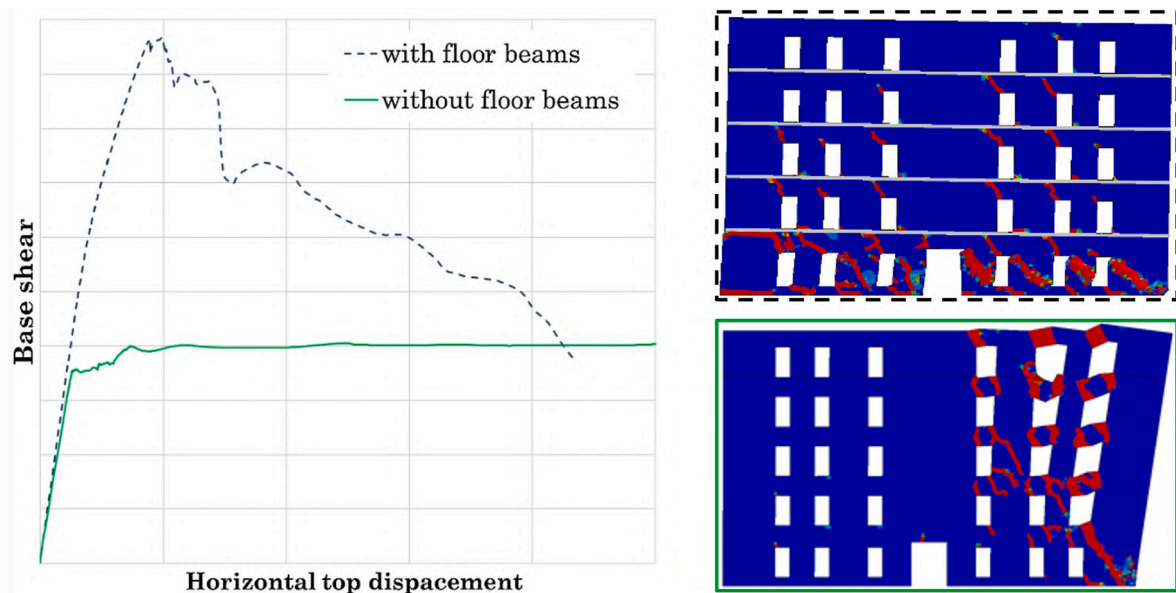 with floor beams
without floor beams
Base shear
Horizontal top dispacement